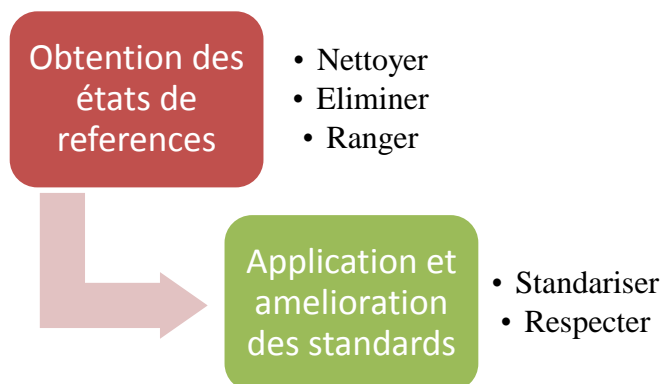 Obtention des
états de
references
• Nettoyer
• Eliminer
• Ranger
Application et
amelioration
des standards
• Standariser
• Respecter